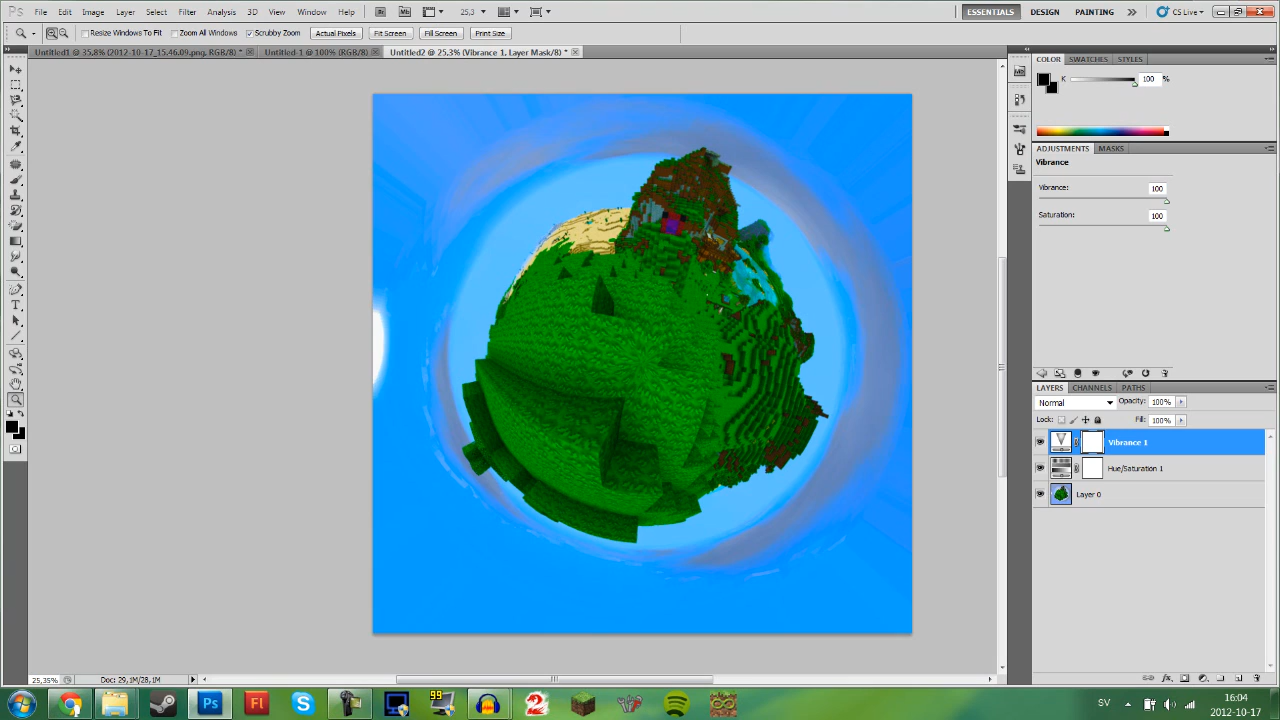 Ps File Edit Image Layer Select Filter Analysis 3D View Window Help Br Mb 25,3 ESSENTIALS DESIGN PAINTING CS Live
Resize Windows To Fit Zoom All Windows Scrubby Zoom Actual Pixels Fit Screen Fill Screen Print Size
Untitled1 @ 35,8% (2012-10-17_15.46.09.png, RGB/8) * Untitled-1 @ 100% (RGB/8) Untitled2 @ 25,3% (Vibrance 1, Layer Mask/8) *
COLOR SWATCHES STYLES
K 100 %
ADJUSTMENTS MASKS
Vibrance
Vibrance: 100
Saturation: 100
LAYERS CHANNELS PATHS
Normal Opacity: 100%
Lock: Fill: 100%
Vibrance 1
Hue/Saturation 1
Layer 0
25,35% Doc: 29,1M/28,1M
Ps Fl 99 SV 16:04
2012-10-17